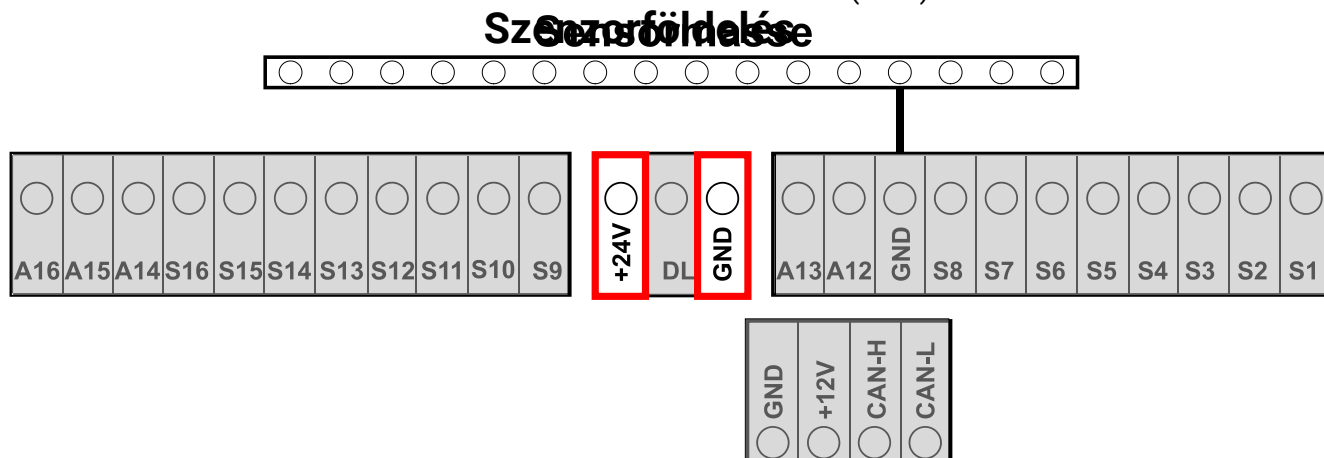 Szenzorföldelés
Sensormasse
A16 A15 A14 S16 S15 S14 S13 S12 S11 S10 S9 +24V DL GND A13 A12 GND S8 S7 S6 S5 S4 S3 S2 S1
GND +12V CAN-H CAN-L